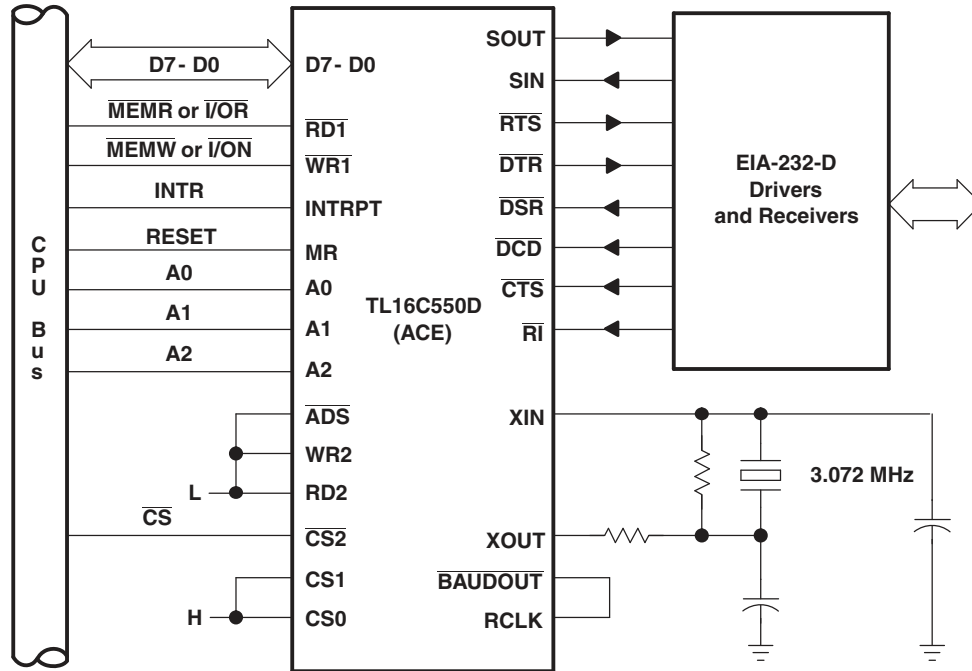 D7- D0
MEMR or I/OR
MEMW or I/ON
INTR
RESET
A0
A1
A2
L
CS
H
CPU Bus
D7- D0
RD1
WR1
INTRPT
MR
A0
A1
A2
ADS
WR2
RD2
CS2
CS1
CS0
TL16C550D
(ACE)
SOUT
SIN
RTS
DTR
DSR
DCD
CTS
RI
XIN
XOUT
BAUDOUT
RCLK
EIA-232-D
Drivers
and Receivers
3.072 MHz